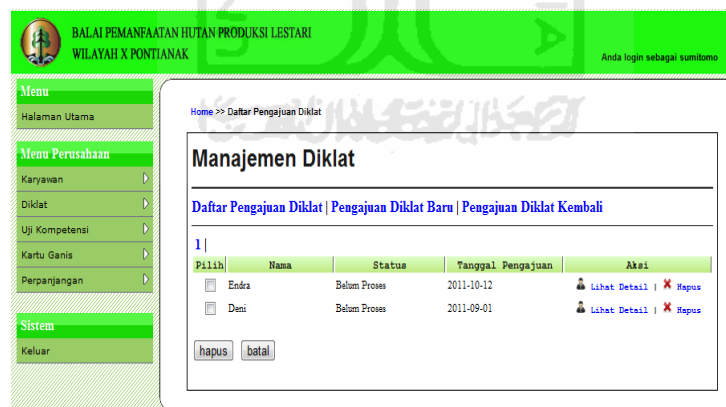 BALAI PEMANFAATAN HUTAN PRODUKSI LESTARI
WILAYAH X PONTIANAK
Anda login sebagai sumitomo
Menu
Halaman Utama
Menu Perusahaan
Karyawan
Diklat
Uji Kompetensi
Kartu Ganis
Perpanjangan
Sistem
Keluar
Home >> Daftar Pengajuan Diklat
Manajemen Diklat
Daftar Pengajuan Diklat | Pengajuan Diklat Baru | Pengajuan Diklat Kembali
1 |
Pilih Nama Status Tanggal Pengajuan Aksi
Endra Belum Proses 2011-10-12 Lihat Detail | Hapus
Deni Belum Proses 2011-09-01 Lihat Detail | Hapus
hapus batal